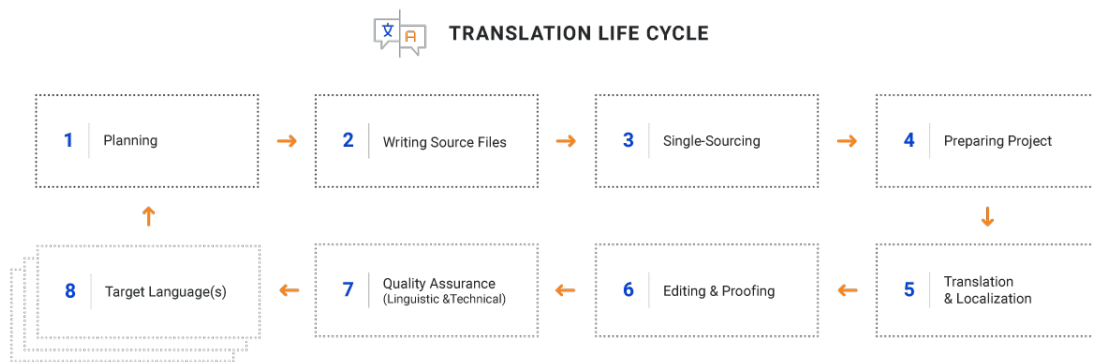 文 A
TRANSLATION LIFE CYCLE
1 Planning
2 Writing Source Files
3 Single-Sourcing
4 Preparing Project
8 Target Language(s)
7 Quality Assurance
(Linguistic &Technical)
6 Editing & Proofing
5 Translation
& Localization